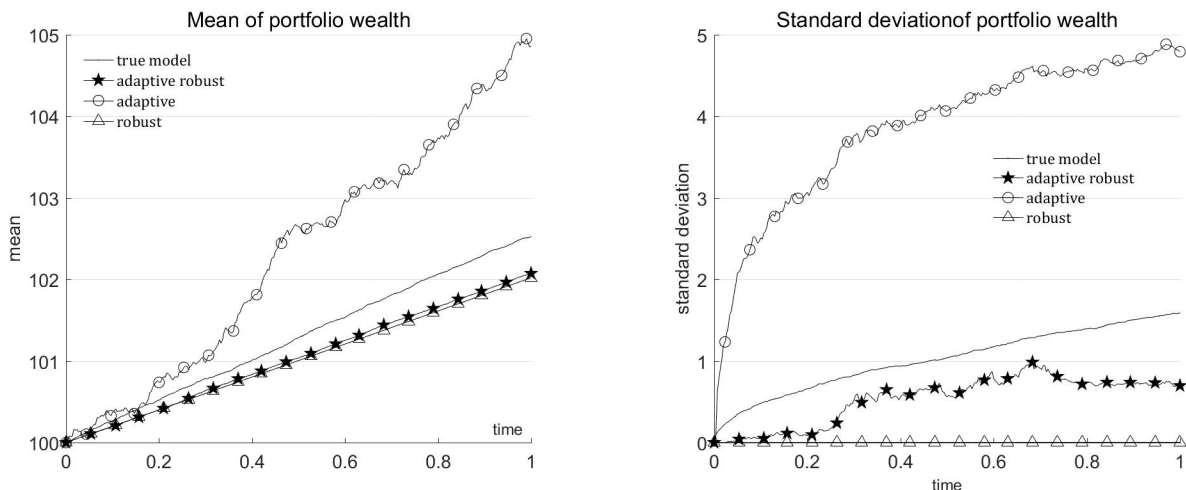 Mean of portfolio wealth
105
104
103
102
101
100
mean
true model
adaptive robust
adaptive
robust
time
0
0.2
0.4
0.6
0.8
1
Standard deviationof portfolio wealth
5
4
3
2
1
0
standard deviation
true model
adaptive robust
adaptive
robust
0
0.2
0.4
0.6
0.8
1
time